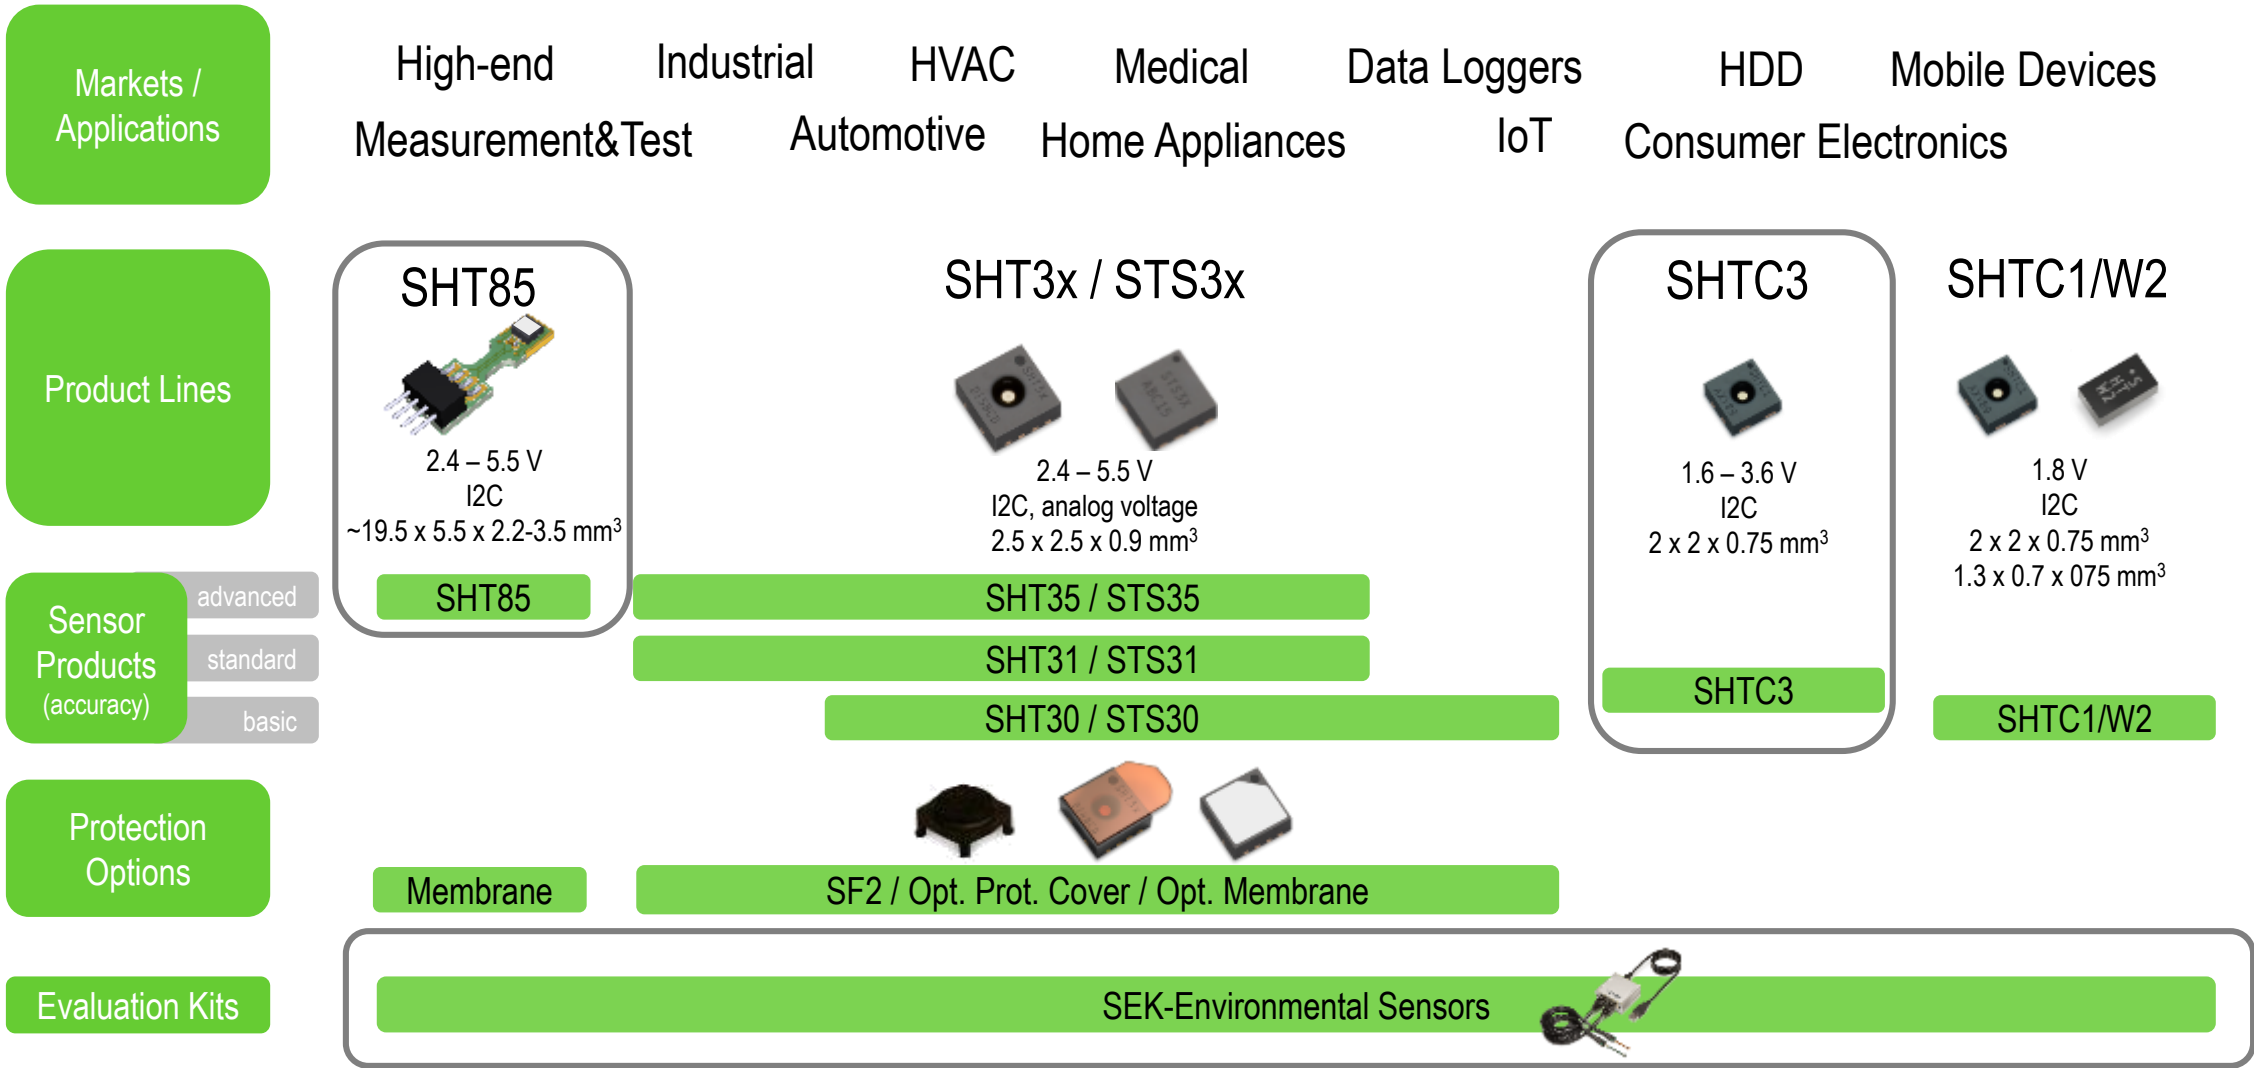 Markets /
Applications
High-end Industrial HVAC Medical Data Loggers HDD Mobile Devices
Measurement&Test Automotive Home Appliances IoT Consumer Electronics
Product Lines
SHT85
2.4 – 5.5 V
I2C
~19.5 x 5.5 x 2.2-3.5 mm³
SHT3x / STS3x
SHT3X
STS3X
ABC15
2.4 – 5.5 V
I2C, analog voltage
2.5 x 2.5 x 0.9 mm³
SHTC3
1.6 – 3.6 V
I2C
2 x 2 x 0.75 mm³
SHTC1/W2
1.8 V
I2C
2 x 2 x 0.75 mm³
1.3 x 0.7 x 075 mm³
Sensor
Products
(accuracy)
advanced
standard
basic
SHT85
SHT35 / STS35
SHT31 / STS31
SHT30 / STS30
SHTC3
SHTC1/W2
Protection
Options
Membrane
SF2 / Opt. Prot. Cover / Opt. Membrane
Evaluation Kits
SEK-Environmental Sensors